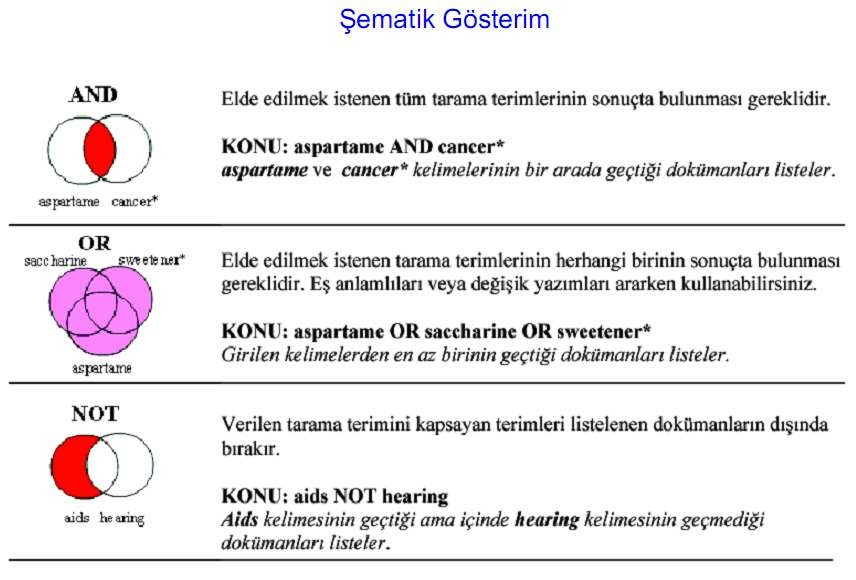 Şematik Gösterim
AND
aspartame cancer*
Elde edilmek istenen tüm tarama terimlerinin sonuçta bulunması gereklidir.
KONU: aspartame AND cancer*
aspartame ve cancer* kelimelerinin bir arada geçtiği dokümanları listeler.
OR
saccharine sweetener*
aspartame
Elde edilmek istenen tarama terimlerinin herhangi birinin sonuçta bulunması
gereklidir. Eş anlamlıları veya değişik yazımları ararken kullanabilirsiniz.
KONU: aspartame OR saccharine OR sweetener*
Girilen kelimelerden en az birinin geçtiği dokümanları listeler.
NOT
aids hearing
Verilen tarama terimini kapsayan terimleri listelenen dokümanların dışında
bırakır.
KONU: aids NOT hearing
Aids kelimesinin geçtiği ama içinde hearing kelimesinin geçmediği
dokümanları listeler.